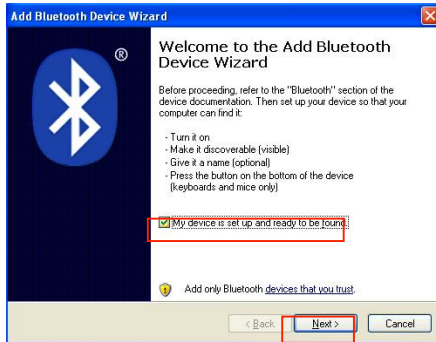 Add Bluetooth Device Wizard
®
Welcome to the Add Bluetooth
Device Wizard
Before proceeding, refer to the "Bluetooth" section of the
device documentation. Then set up your device so that your
computer can find it:
- Turn it on
- Make it discoverable (visible)
- Give it a name (optional)
- Press the button on the bottom of the device
(keyboards and mice only)
My device is set up and ready to be found.
Add only Bluetooth devices that you trust.
< Back Next > Cancel